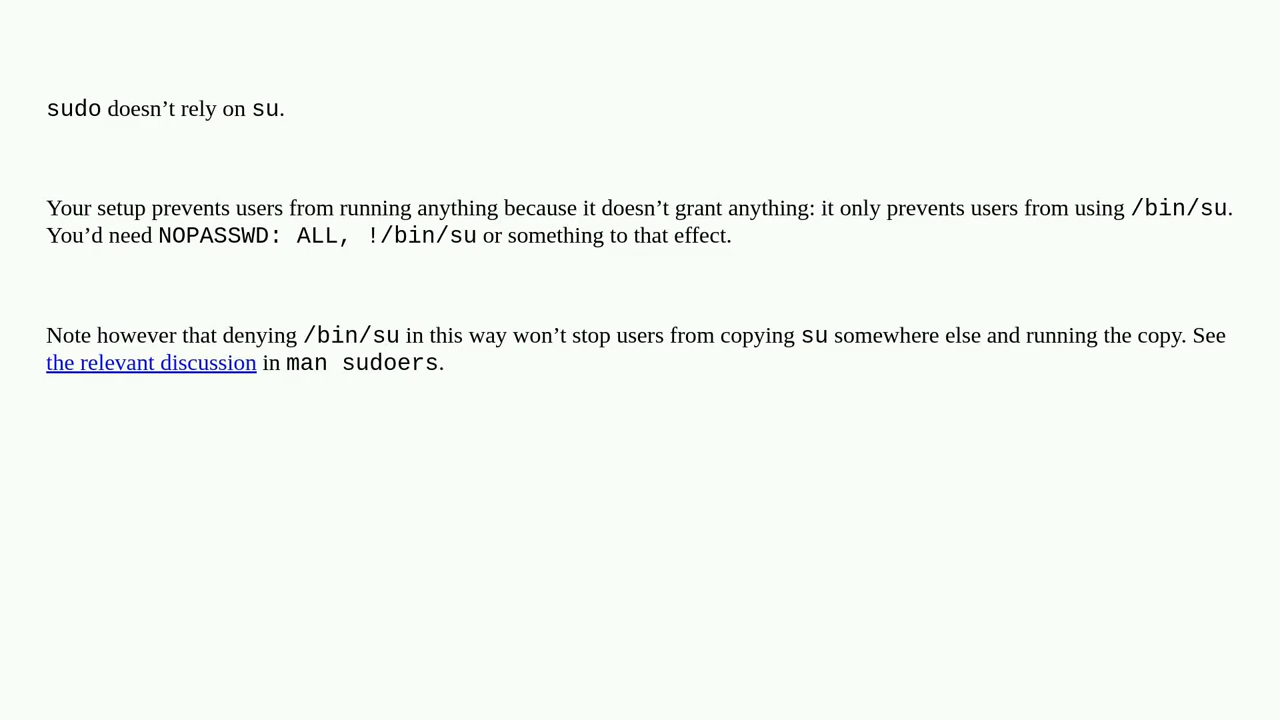 sudo doesn’t rely on su.
Your setup prevents users from running anything because it doesn’t grant anything: it only prevents users from using /bin/su.
You’d need NOPASSWD: ALL, !/bin/su or something to that effect.
Note however that denying /bin/su in this way won’t stop users from copying su somewhere else and running the copy. See
the relevant discussion in man sudoers.